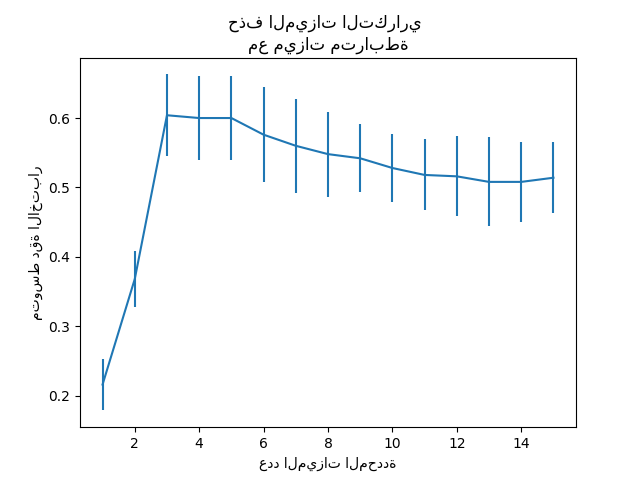 حذف الميزات التكراري
مع ميزات مترابطة
متوسط دقة الاختبار
0.6
0.5
0.4
0.3
0.2
2 4 6 8 10 12 14
عدد الميزات المحددة